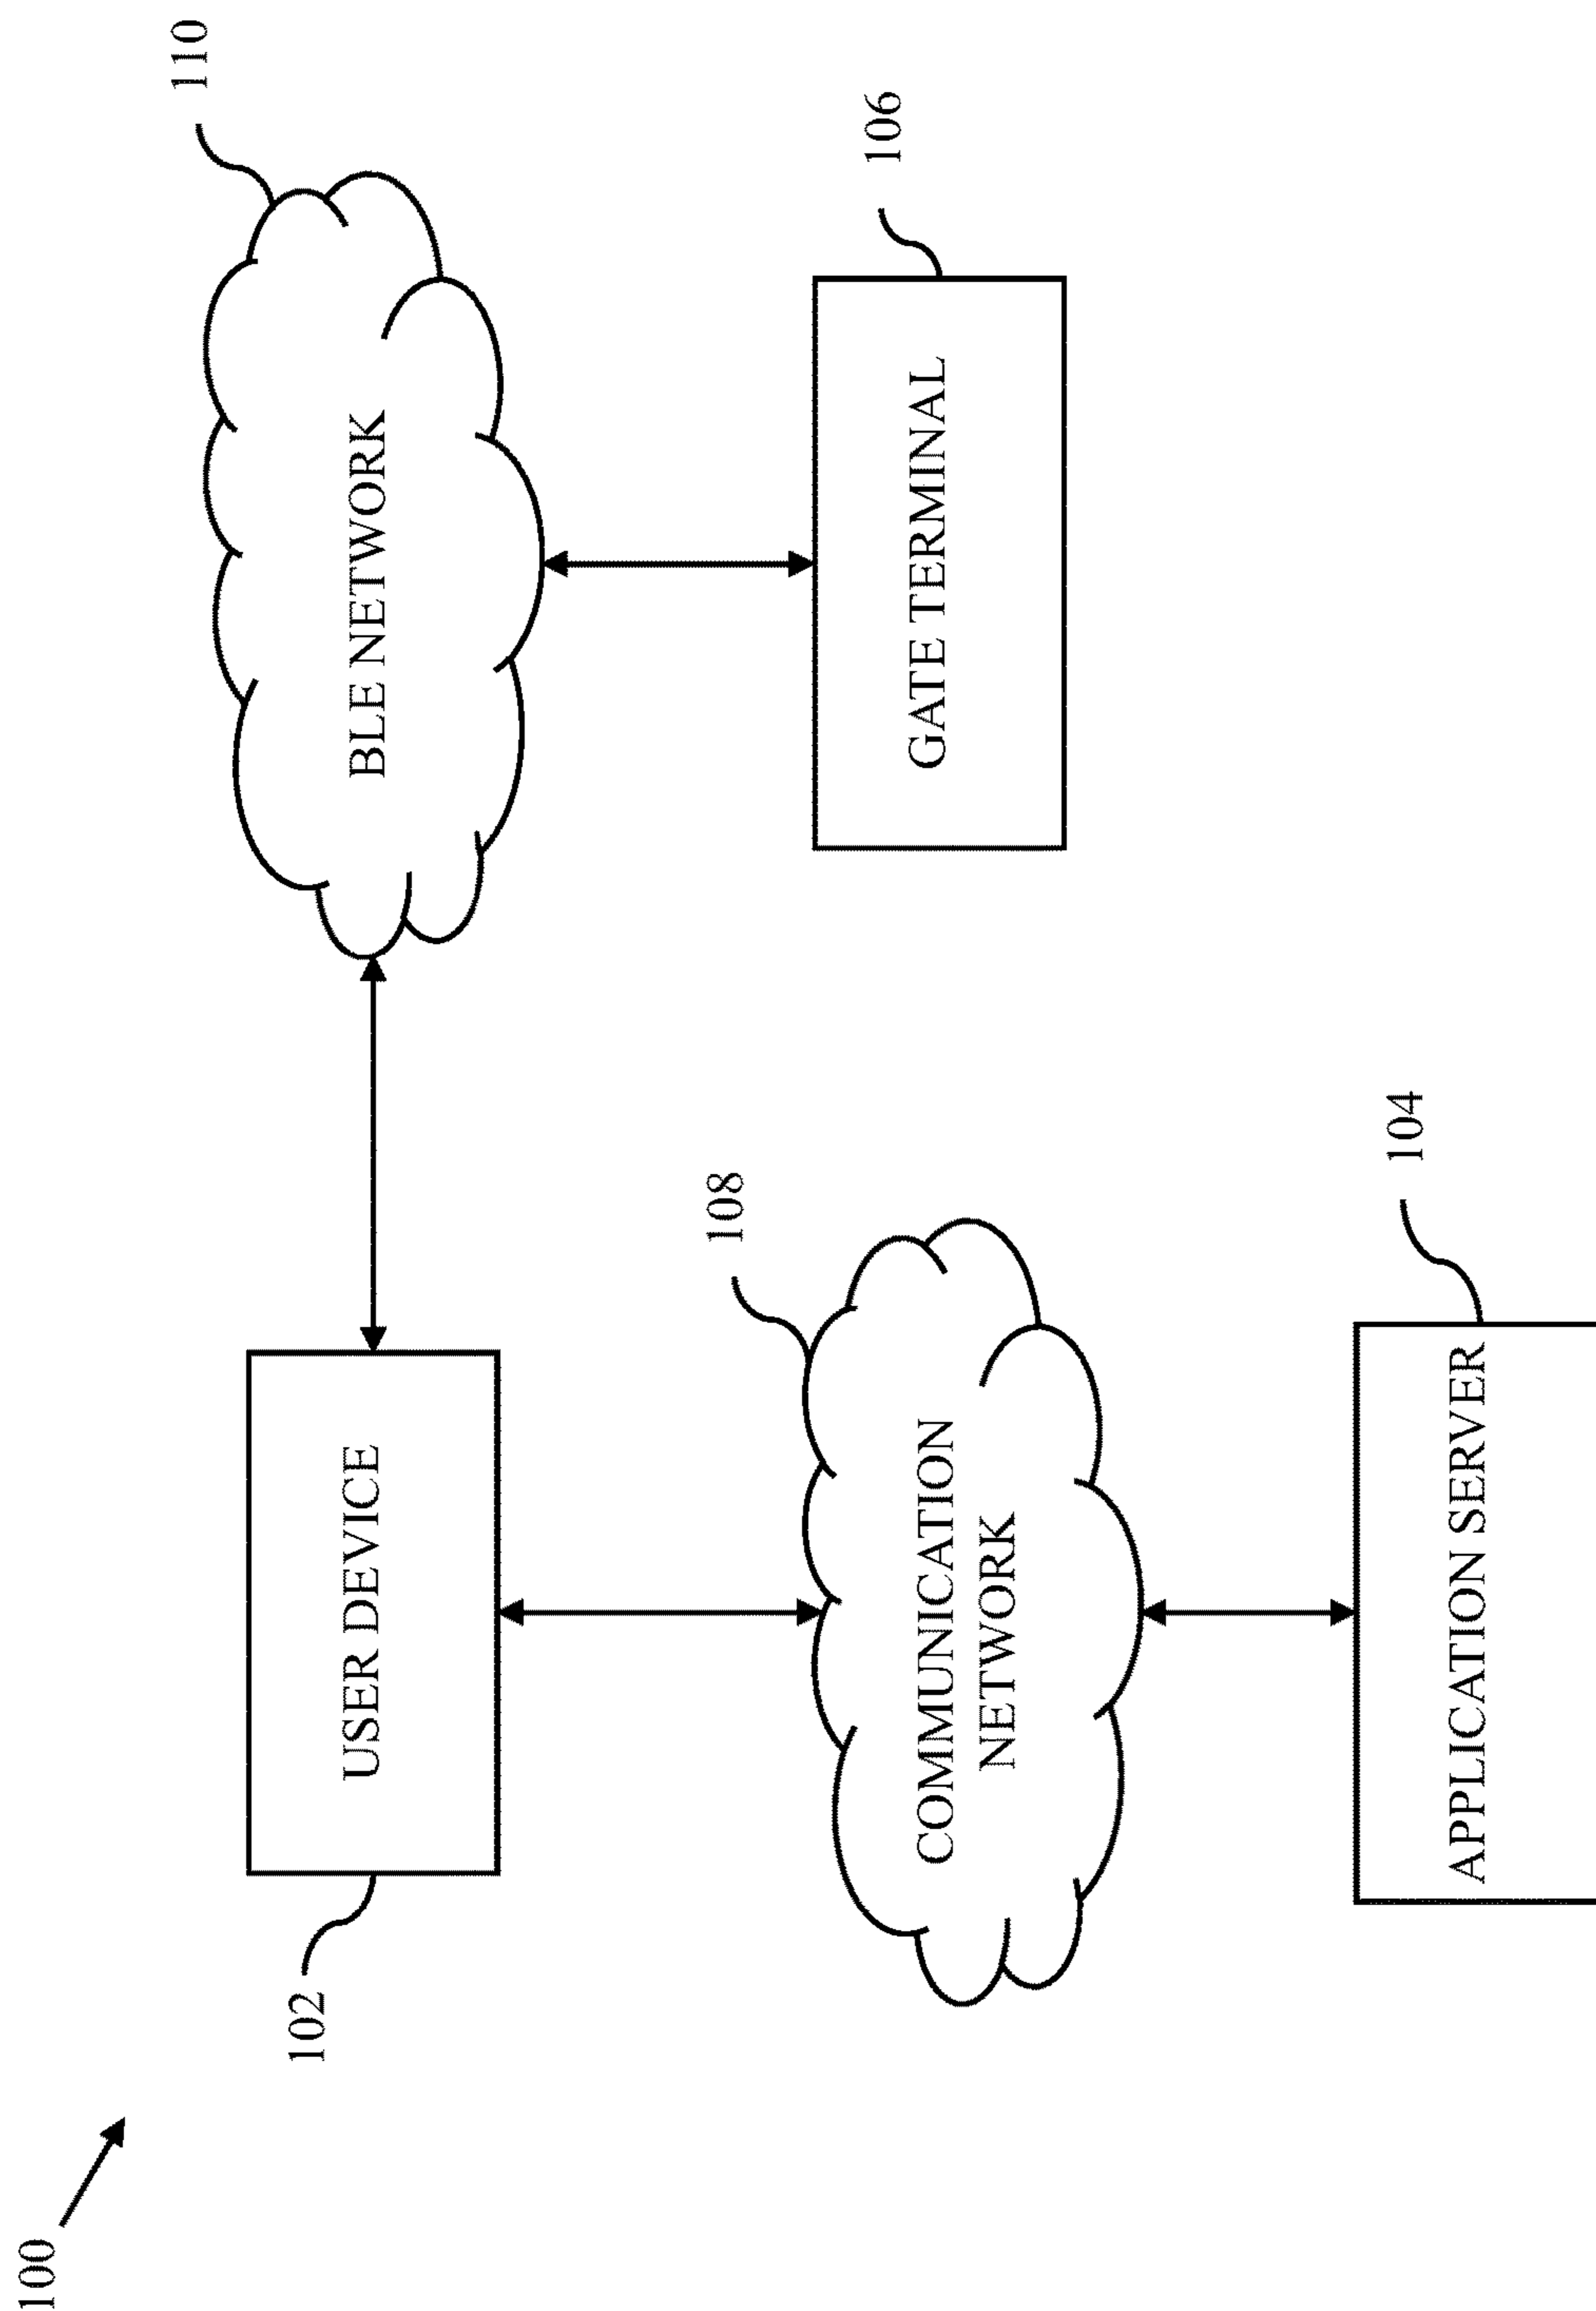 100
102
USER DEVICE
110
BLE NETWORK
108
COMMUNICATION
NETWORK
106
GATE TERMINAL
104
APPLICATION SERVER